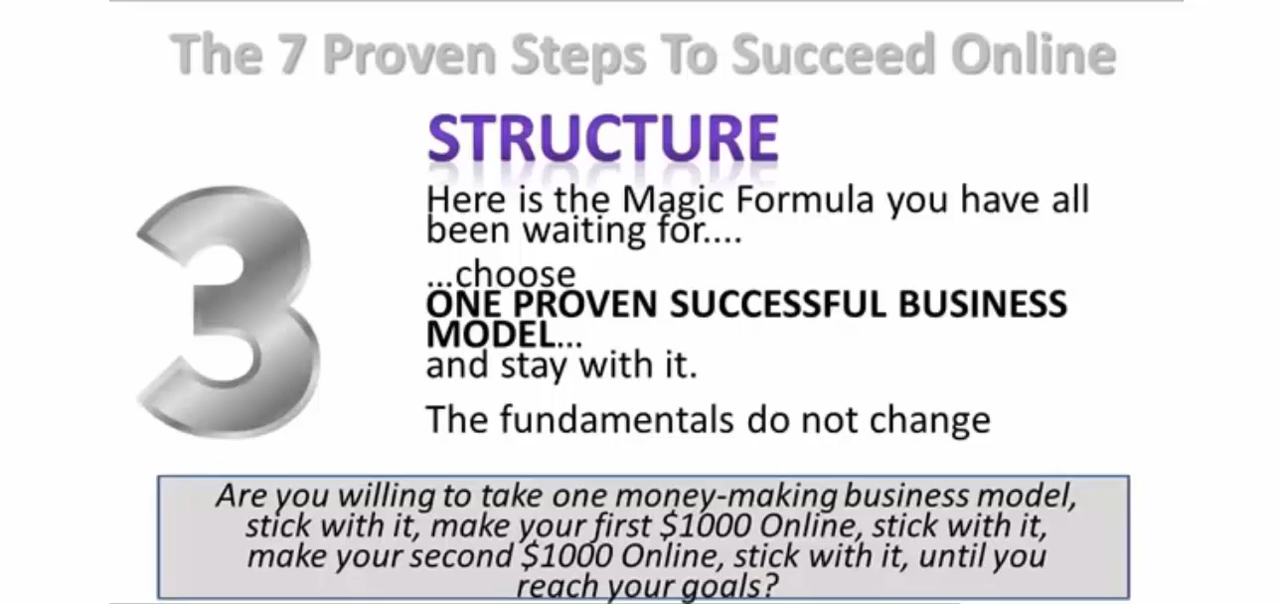 The 7 Proven Steps To Succeed Online
STRUCTURE
3
Here is the Magic Formula you have all
been waiting for....
...choose
ONE PROVEN SUCCESSFUL BUSINESS
MODEL...
and stay with it.
The fundamentals do not change
Are you willing to take one money-making business model,
stick with it, make your first $1000 Online, stick with it,
make your second $1000 Online, stick with it, until you
reach your goals?